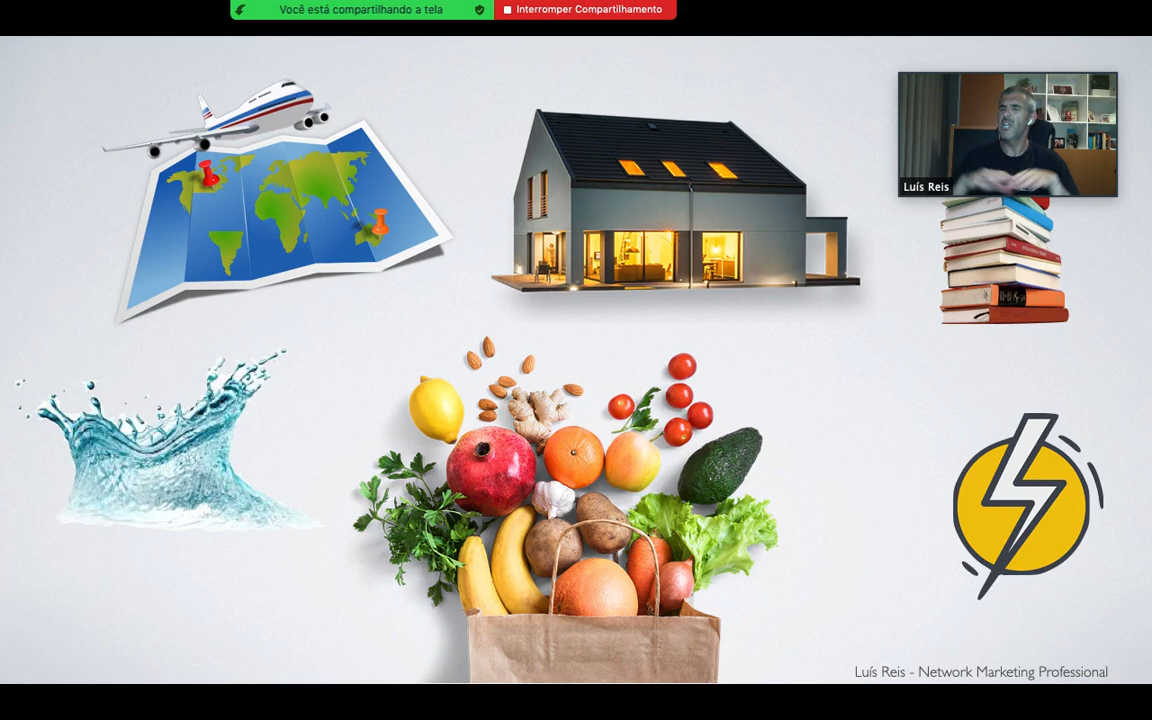 Você está compartilhando a tela
Interromper Compartilhamento
Luís Reis
Luís Reis - Network Marketing Professional